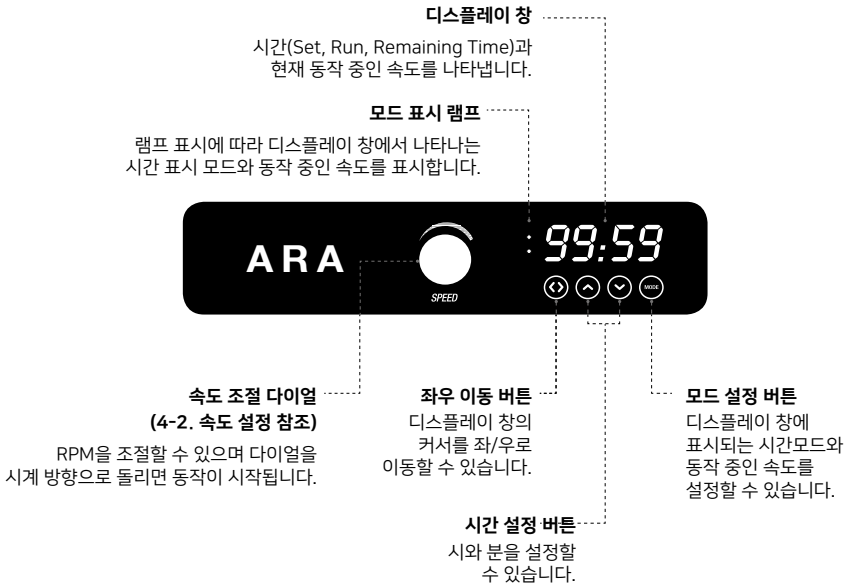 디스플레이 창
시간(Set, Run, Remaining Time)과
현재 동작 중인 속도를 나타냅니다.
모드 표시 램프
램프 표시에 따라 디스플레이 창에서 나타나는
시간 표시 모드와 동작 중인 속도를 표시합니다.
ARA
SPEED
99:59
MODE
속도 조절 다이얼
(4-2. 속도 설정 참조)
RPM을 조절할 수 있으며 다이얼을
시계 방향으로 돌리면 동작이 시작됩니다.
좌우 이동 버튼
디스플레이 창의
커서를 좌/우로
이동할 수 있습니다.
모드 설정 버튼
디스플레이 창에
표시되는 시간모드와
동작 중인 속도를
설정할 수 있습니다.
시간 설정 버튼
시와 분을 설정할
수 있습니다.